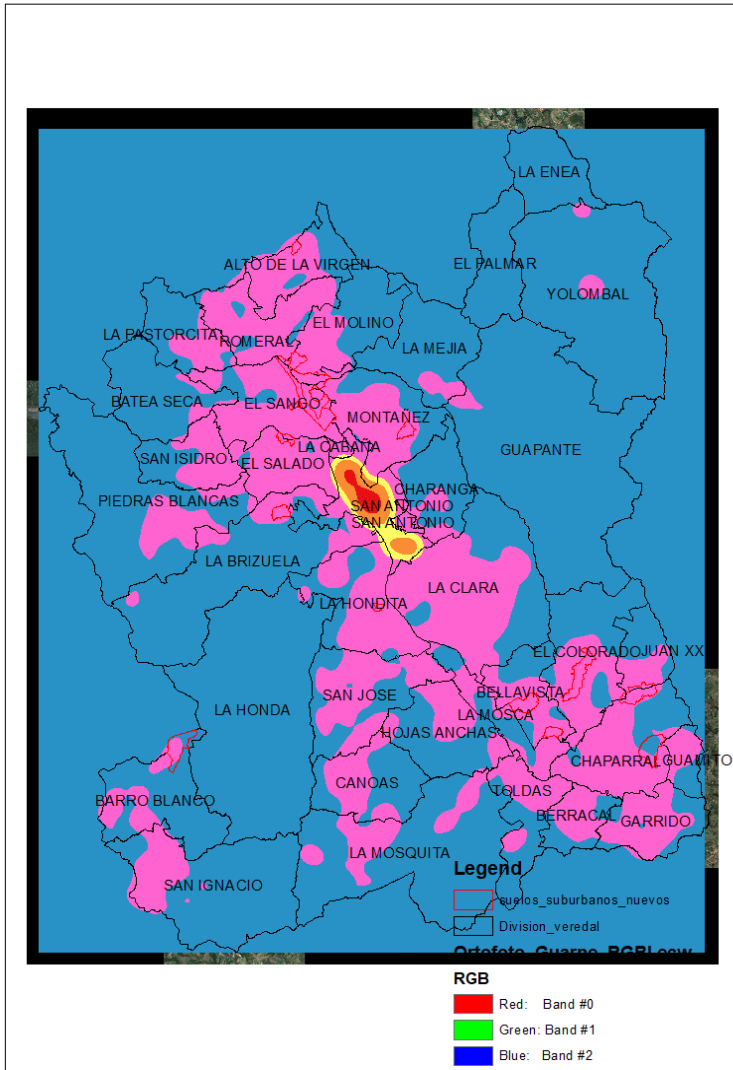 LA ENEA
ALTO DE LA VIRGEN
EL PALMAR
YOLOMBAL
EL MOLINO
LA PASTORCITA
ROMERAL
LA MEJIA
BATEA SECA
EL SANGO
MONTAÑEZ
LA CABAÑA
GUAPANTE
SAN ISIDRO
EL SALADO
CHARANGA
PIEDRAS BLANCAS
SAN ANTONIO
SAN ANTONIO
LA BRIZUELA
LA CLARA
LA HONDITA
EL COLORADO
JUAN XX
SAN JOSE
BELLAVISTA
LA HONDA
LA MOSCA
HOJAS ANCHAS
CHAPARRAL
GUAMITO
CANOAS
TOLDAS
BARRO BLANCO
BERRACAL
GARRIDO
LA MOSQUITA
SAN IGNACIO
Legend
suelos_suburbanos_nuevos
Division_veredal
RGB
Red: Band #0
Green: Band #1
Blue: Band #2